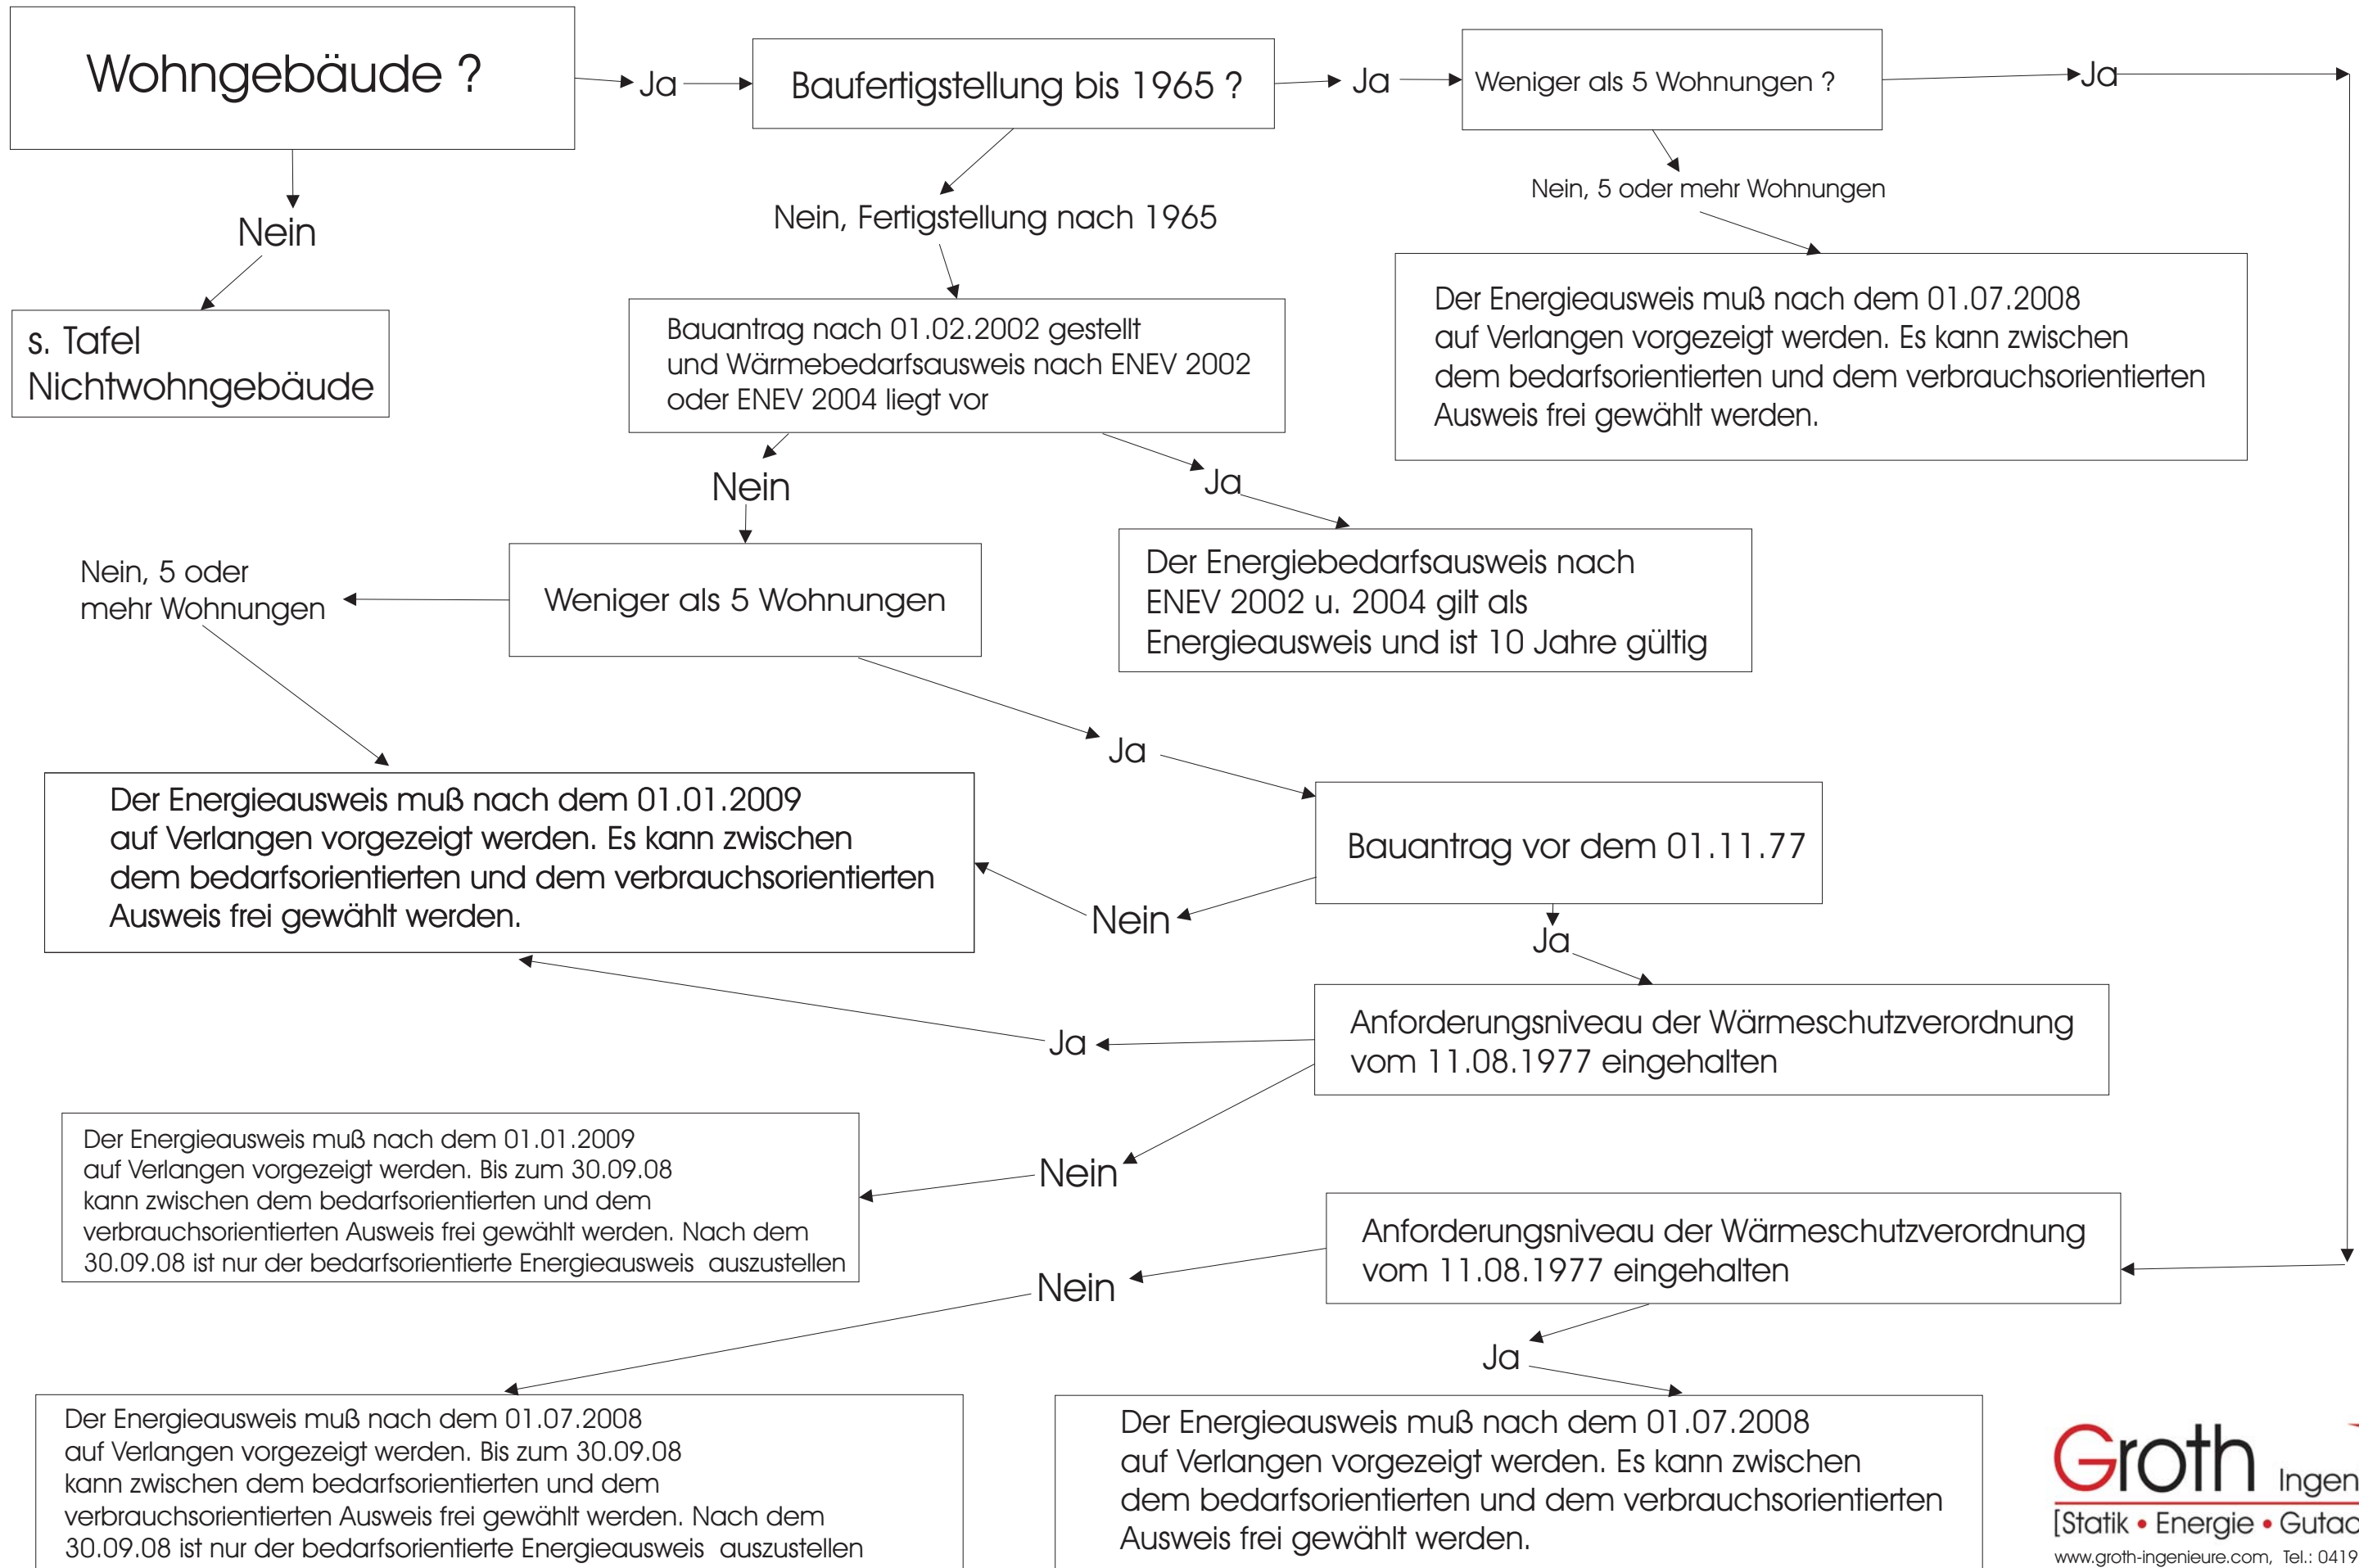 Wohngebäude ?
Ja
Baufertigstellung bis 1965 ?
Ja
Weniger als 5 Wohnungen ?
Ja
Nein
s. Tafel
Nichtwohngebäude
Nein, Fertigstellung nach 1965
Nein, 5 oder mehr Wohnungen
Der Energieausweis muß nach dem 01.07.2008
auf Verlangen vorgezeigt werden. Es kann zwischen
dem bedarfsorientierten und dem verbrauchsorientierten
Ausweis frei gewählt werden.
Bauantrag nach 01.02.2002 gestellt
und Wärmebedarfsausweis nach ENEV 2002
oder ENEV 2004 liegt vor
Nein
Ja
Der Energiebedarfsausweis nach
ENEV 2002 u. 2004 gilt als
Energieausweis und ist 10 Jahre gültig
Weniger als 5 Wohnungen
Nein, 5 oder
mehr Wohnungen
Ja
Der Energieausweis muß nach dem 01.01.2009
auf Verlangen vorgezeigt werden. Es kann zwischen
dem bedarfsorientierten und dem verbrauchsorientierten
Ausweis frei gewählt werden.
Bauantrag vor dem 01.11.77
Nein
Ja
Anforderungsniveau der Wärmeschutzverordnung
vom 11.08.1977 eingehalten
Ja
Nein
Der Energieausweis muß nach dem 01.01.2009
auf Verlangen vorgezeigt werden. Bis zum 30.09.08
kann zwischen dem bedarfsorientierten und dem
verbrauchsorientierten Ausweis frei gewählt werden. Nach dem
30.09.08 ist nur der bedarfsorientierte Energieausweis auszustellen
Anforderungsniveau der Wärmeschutzverordnung
vom 11.08.1977 eingehalten
Nein
Ja
Der Energieausweis muß nach dem 01.07.2008
auf Verlangen vorgezeigt werden. Bis zum 30.09.08
kann zwischen dem bedarfsorientierten und dem
verbrauchsorientierten Ausweis frei gewählt werden. Nach dem
30.09.08 ist nur der bedarfsorientierte Energieausweis auszustellen
Der Energieausweis muß nach dem 01.07.2008
auf Verlangen vorgezeigt werden. Es kann zwischen
dem bedarfsorientierten und dem verbrauchsorientierten
Ausweis frei gewählt werden.
Groth
[Statik • Energie •
www.groth-ingenieure.com, Tel.: 0419